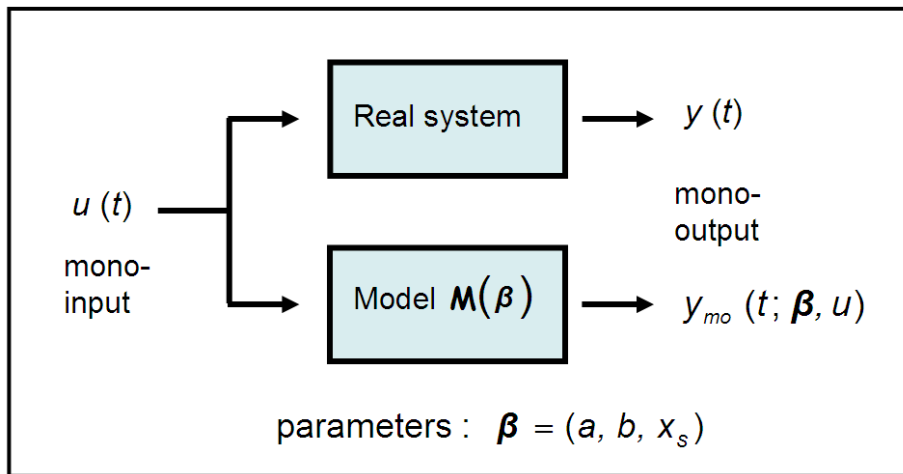 Real system
y (t)
u (t)
mono-
input
mono-
output
Model M(β)
y_mo (t; β, u)
parameters : β = (a, b, x_s)